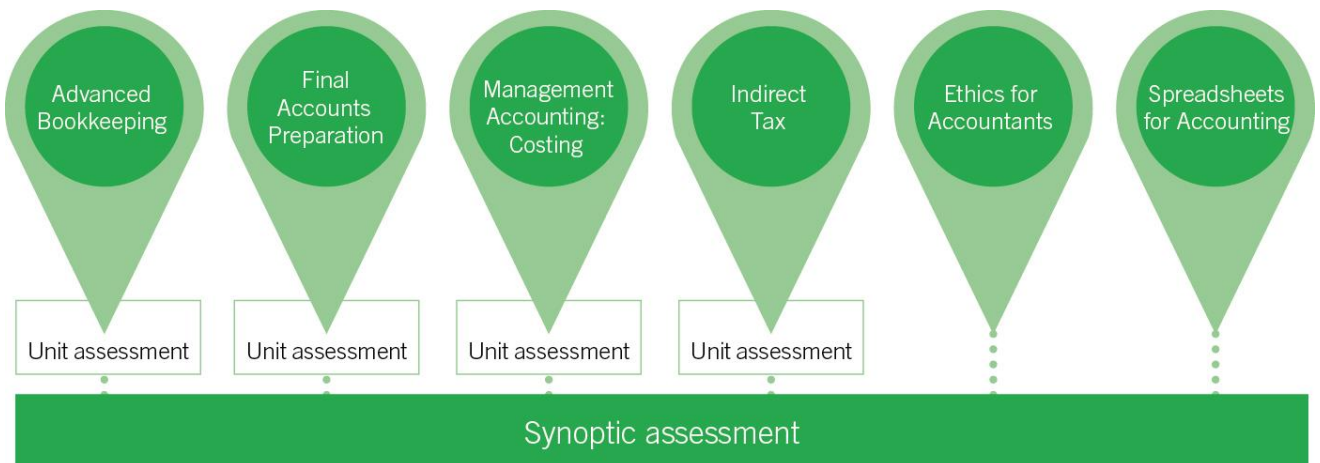 Advanced
Bookkeeping
Final
Accounts
Preparation
Management
Accounting:
Costing
Indirect
Tax
Ethics for
Accountants
Spreadsheets
for Accounting
Unit assessment
Unit assessment
Unit assessment
Unit assessment
Synoptic assessment